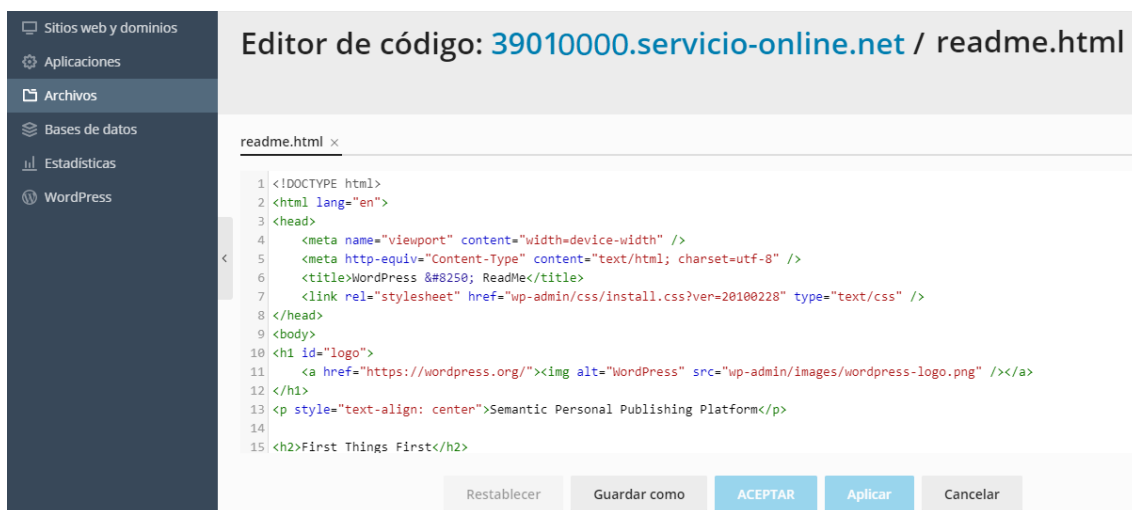 Sitios web y dominios
Aplicaciones
Archivos
Bases de datos
Estadísticas
WordPress
Editor de código: 39010000.servicio-online.net / readme.html
readme.html ×
1 <!DOCTYPE html>
2 <html lang="en">
3 <head>
4 <meta name="viewport" content="width=device-width" />
5 <meta http-equiv="Content-Type" content="text/html; charset=utf-8" />
6 <title>WordPress &#8250; ReadMe</title>
7 <link rel="stylesheet" href="wp-admin/css/install.css?ver=20100228" type="text/css" />
8 </head>
9 <body>
10 <h1 id="logo">
11 <a href="https://wordpress.org/"><img alt="WordPress" src="wp-admin/images/wordpress-logo.png" /></a>
12 </h1>
13 <p style="text-align: center">Semantic Personal Publishing Platform</p>
14
15 <h2>First Things First</h2>
Restablecer Guardar como ACEPTAR Aplicar Cancelar